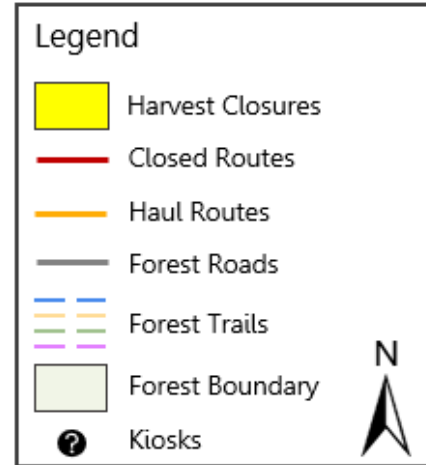 Legend
Harvest Closures
Closed Routes
Haul Routes
Forest Roads
Forest Trails
N
Forest Boundary
?
Kiosks